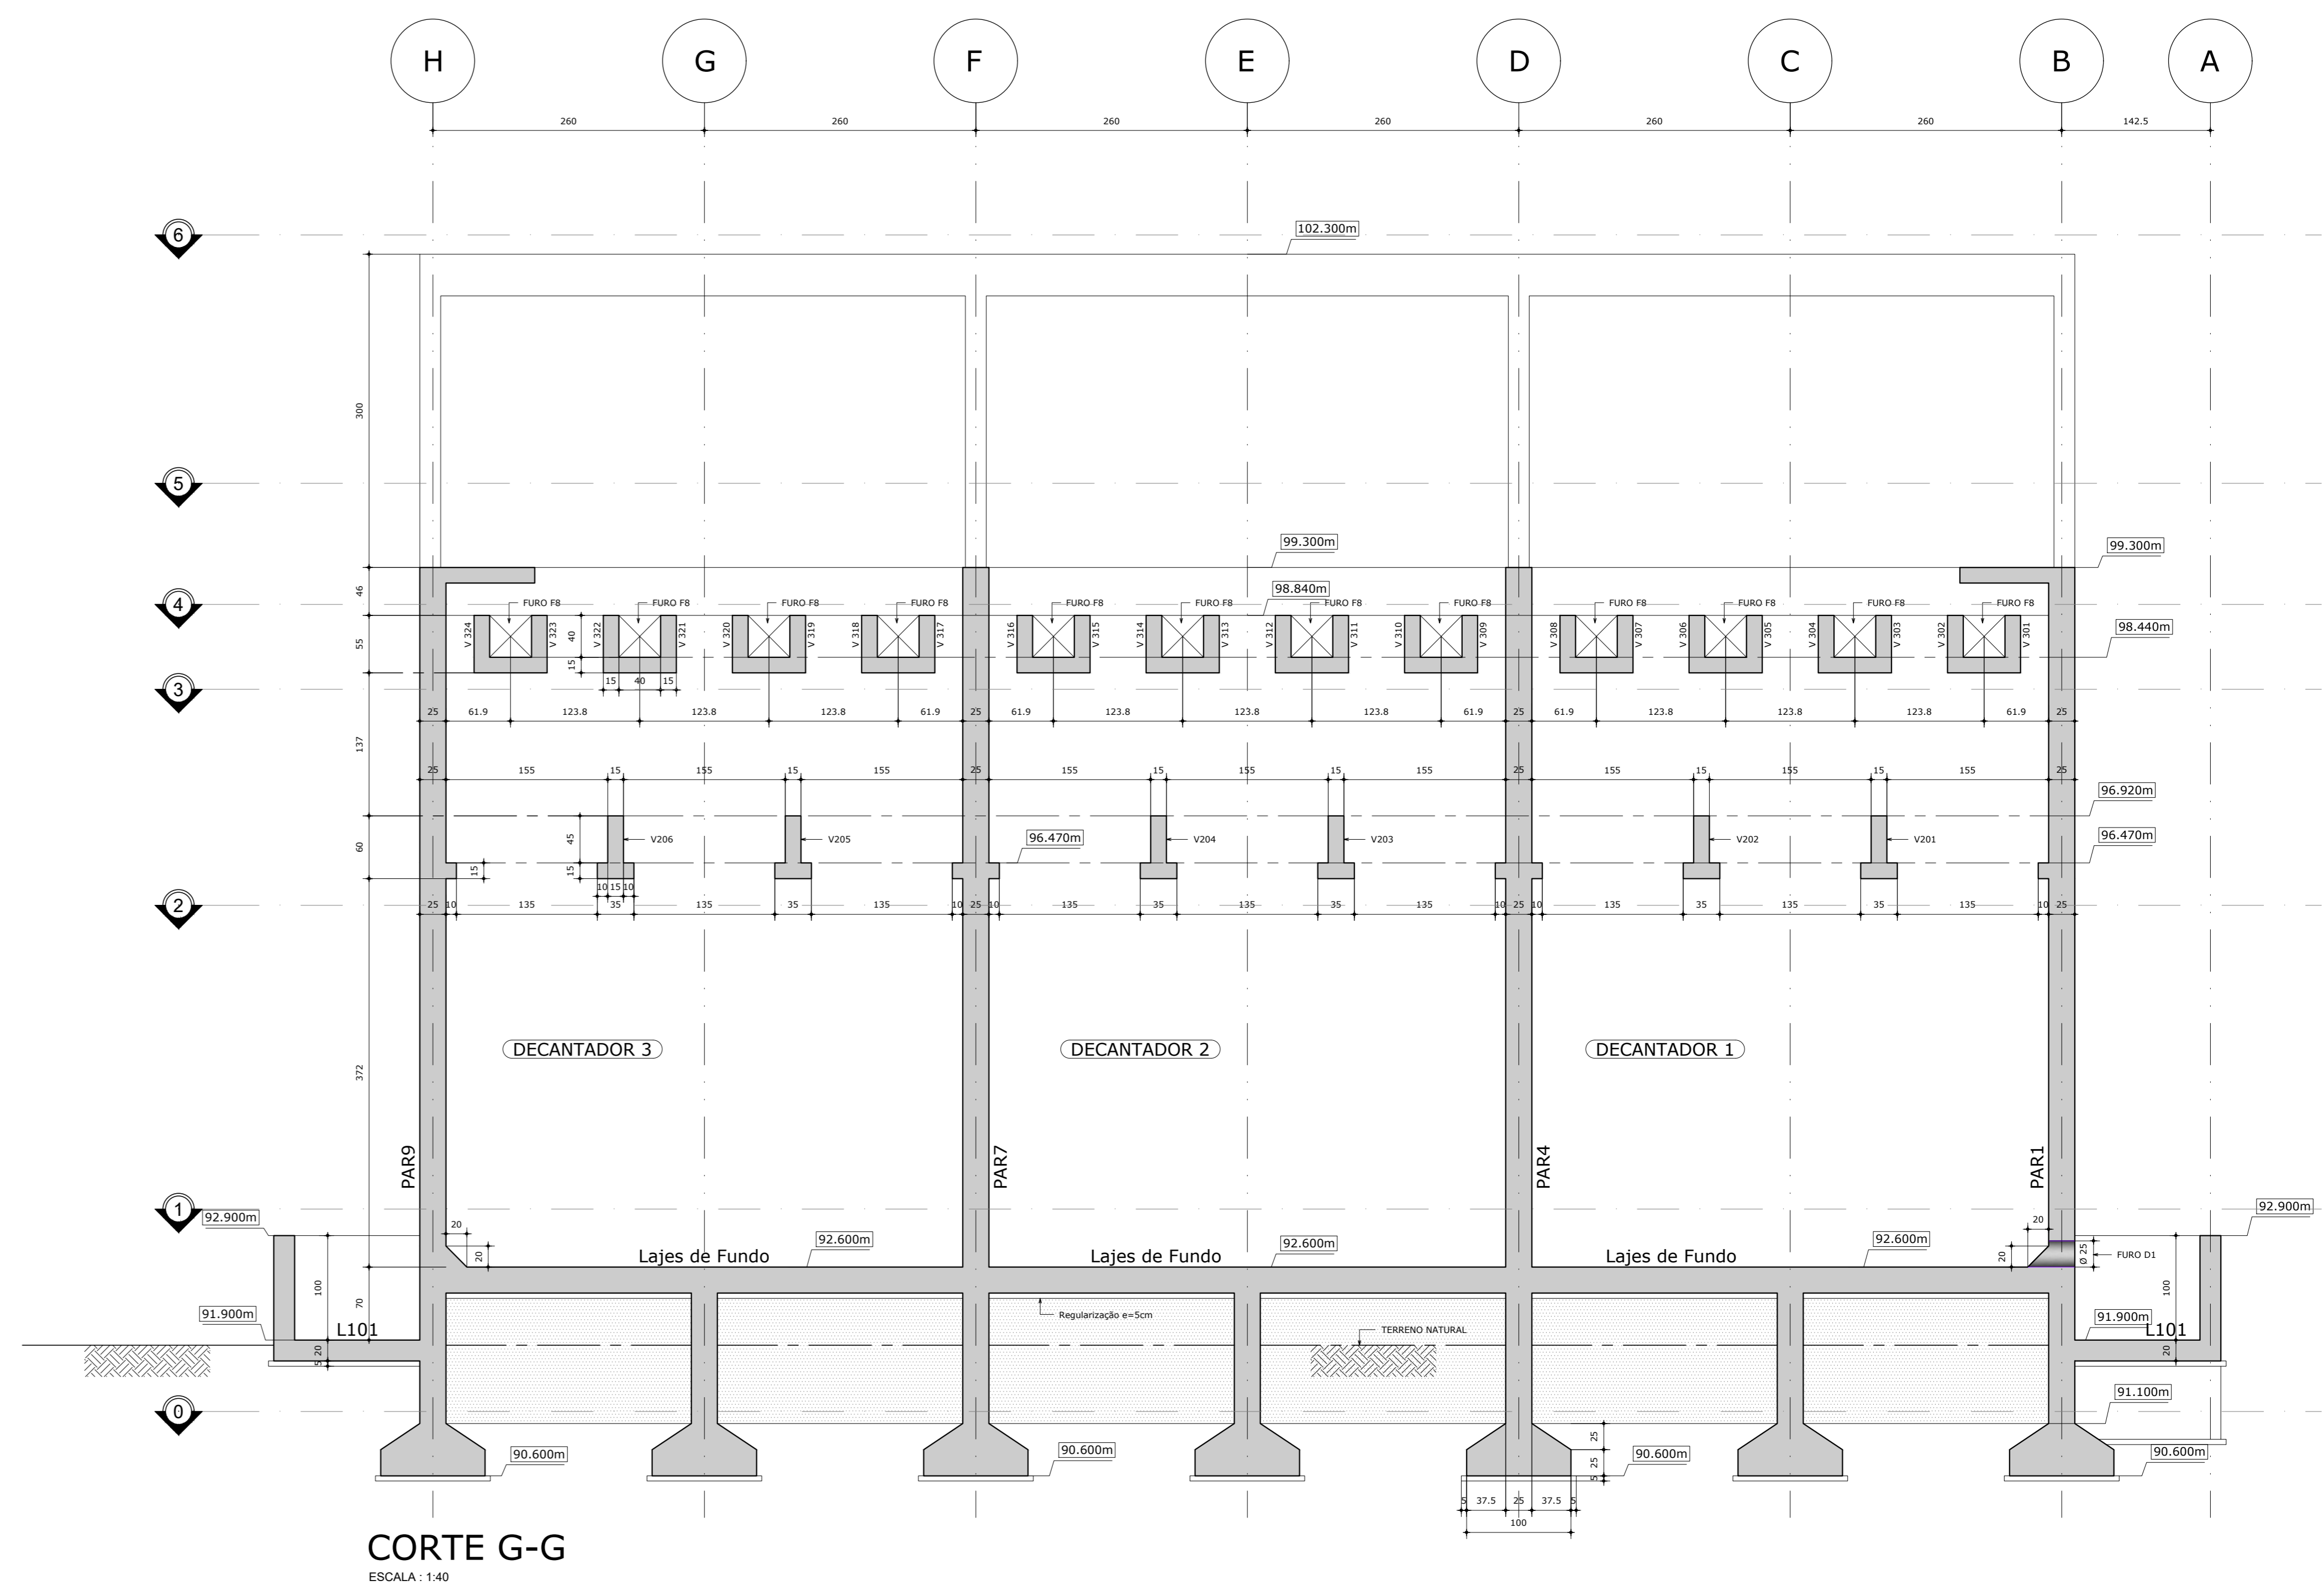 H G F E D C B A
260 260 260 260 260 260 142.5
6
102.300m
300
5
99.300m
99.300m
46
98.840m
4
FURO F8 FURO F8 FURO F8 FURO F8 FURO F8 FURO F8 FURO F8 FURO F8 FURO F8 FURO F8 FURO F8 FURO F8
V 324 V 323 V 322 V 321 V 320 V 319 V 318 V 317 V 316 V 315 V 314 V 313 V 312 V 311 V 310 V 309 V 308 V 307 V 306 V 305 V 304 V 303 V 302 V 301
98.440m
55 40
15
15 40 15
3
25 61.9 123.8 123.8 123.8 61.9 25 61.9 123.8 123.8 123.8 61.9 25 61.9 123.8 123.8 123.8 61.9 25
137
25 155 15 155 15 155 25 155 15 155 15 155 25 155 15 155 15 155 25
96.920m
60 45 V206 V205 96.470m V204 V203 V202 V201 96.470m
15 15
10 15 10
2
25 10 135 35 135 35 135 10 25 10 135 35 135 35 135 10 25 10 135 35 135 35 135 10 25
DECANTADOR 3 DECANTADOR 2 DECANTADOR 1
372
PAR9 PAR7 PAR4 PAR1
1
92.900m 92.900m
20 20
92.600m 92.600m 92.600m
20 20 Ø 25 FURO D1
Lajes de Fundo Lajes de Fundo Lajes de Fundo
100 100
70
91.900m 91.900m
Regularização e=5cm
L101 L101
TERRENO NATURAL
5 20 20
91.100m
0
25
90.600m 90.600m 90.600m 90.600m
25
5
5 37.5 25 37.5 5
100
CORTE G-G
ESCALA : 1:40